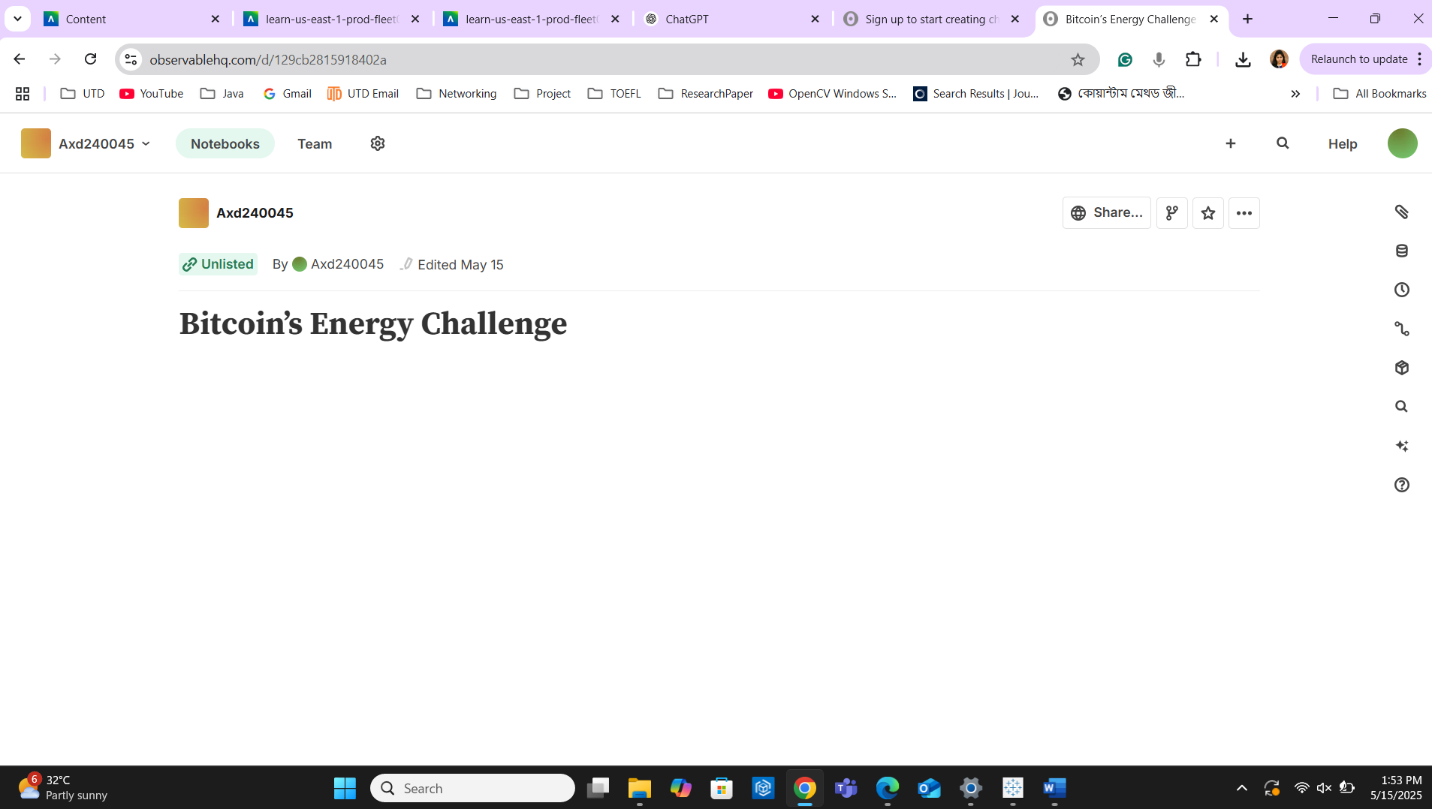 Content
learn-us-east-1-prod-fleet
learn-us-east-1-prod-fleet
ChatGPT
Sign up to start creating ch
Bitcoin's Energy Challenge
observablehq.com/d/129cb2815918402a
Relaunch to update
UTD
YouTube
Java
Gmail
UTD Email
Networking
Project
TOEFL
ResearchPaper
OpenCV Windows S...
Search Results | Jou...
কোয়ান্টাম মেথড জী...
All Bookmarks
Axd240045
Notebooks
Team
Help
Axd240045
Share...
Unlisted
By Axd240045
Edited May 15
Bitcoin’s Energy Challenge
6
32°C
Partly sunny
Search
1:53 PM
5/15/2025